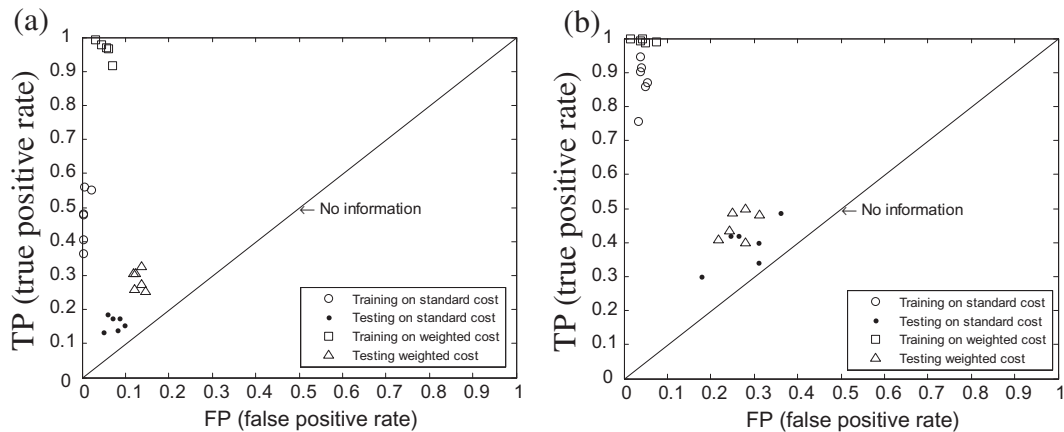 (a)
1
0.9
0.8
0.7
0.6
0.5
0.4
0.3
0.2
0.1
0
TP (true positive rate)
← No information
Training on standard cost
Testing on standard cost
Training on weighted cost
Testing weighted cost
0 0.1 0.2 0.3 0.4 0.5 0.6 0.7 0.8 0.9 1
FP (false positive rate)
(b)
1
0.9
0.8
0.7
0.6
0.5
0.4
0.3
0.2
0.1
0
TP (true positive rate)
← No information
Training on standard cost
Testing on standard cost
Training on weighted cost
Testing weighted cost
0 0.1 0.2 0.3 0.4 0.5 0.6 0.7 0.8 0.9 1
FP (false positive rate)